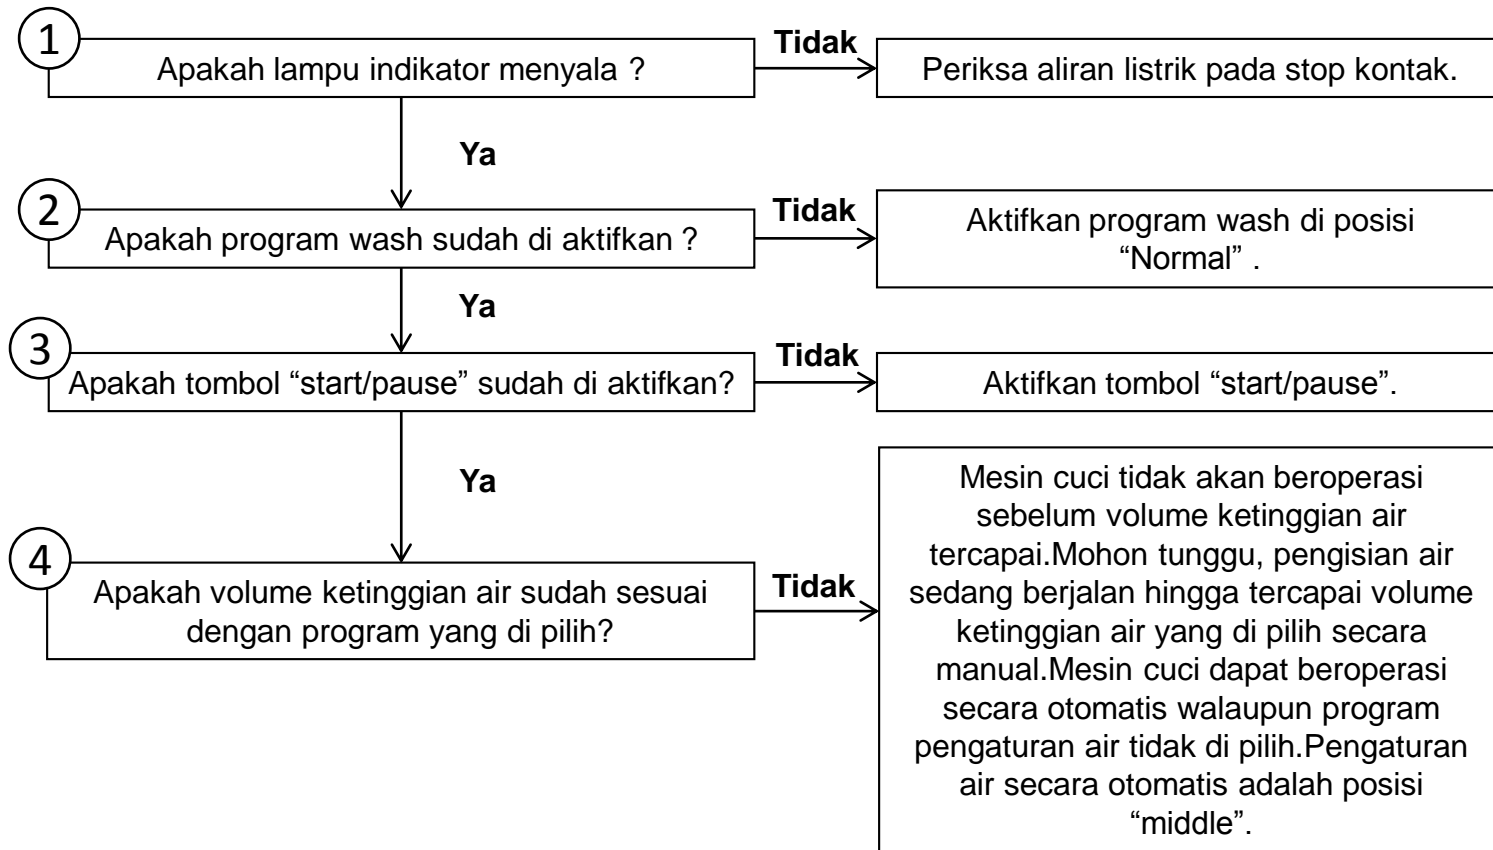 1
Apakah lampu indikator menyala ?
Tidak
Periksa aliran listrik pada stop kontak.
Ya
2
Apakah program wash sudah di aktifkan ?
Tidak
Aktifkan program wash di posisi
“Normal” .
Ya
3
Apakah tombol “start/pause” sudah di aktifkan?
Tidak
Aktifkan tombol “start/pause”.
Ya
4
Apakah volume ketinggian air sudah sesuai
dengan program yang di pilih?
Tidak
Mesin cuci tidak akan beroperasi
sebelum volume ketinggian air
tercapai.Mohon tunggu, pengisian air
sedang berjalan hingga tercapai volume
ketinggian air yang di pilih secara
manual.Mesin cuci dapat beroperasi
secara otomatis walaupun program
pengaturan air tidak di pilih.Pengaturan
air secara otomatis adalah posisi
“middle”.